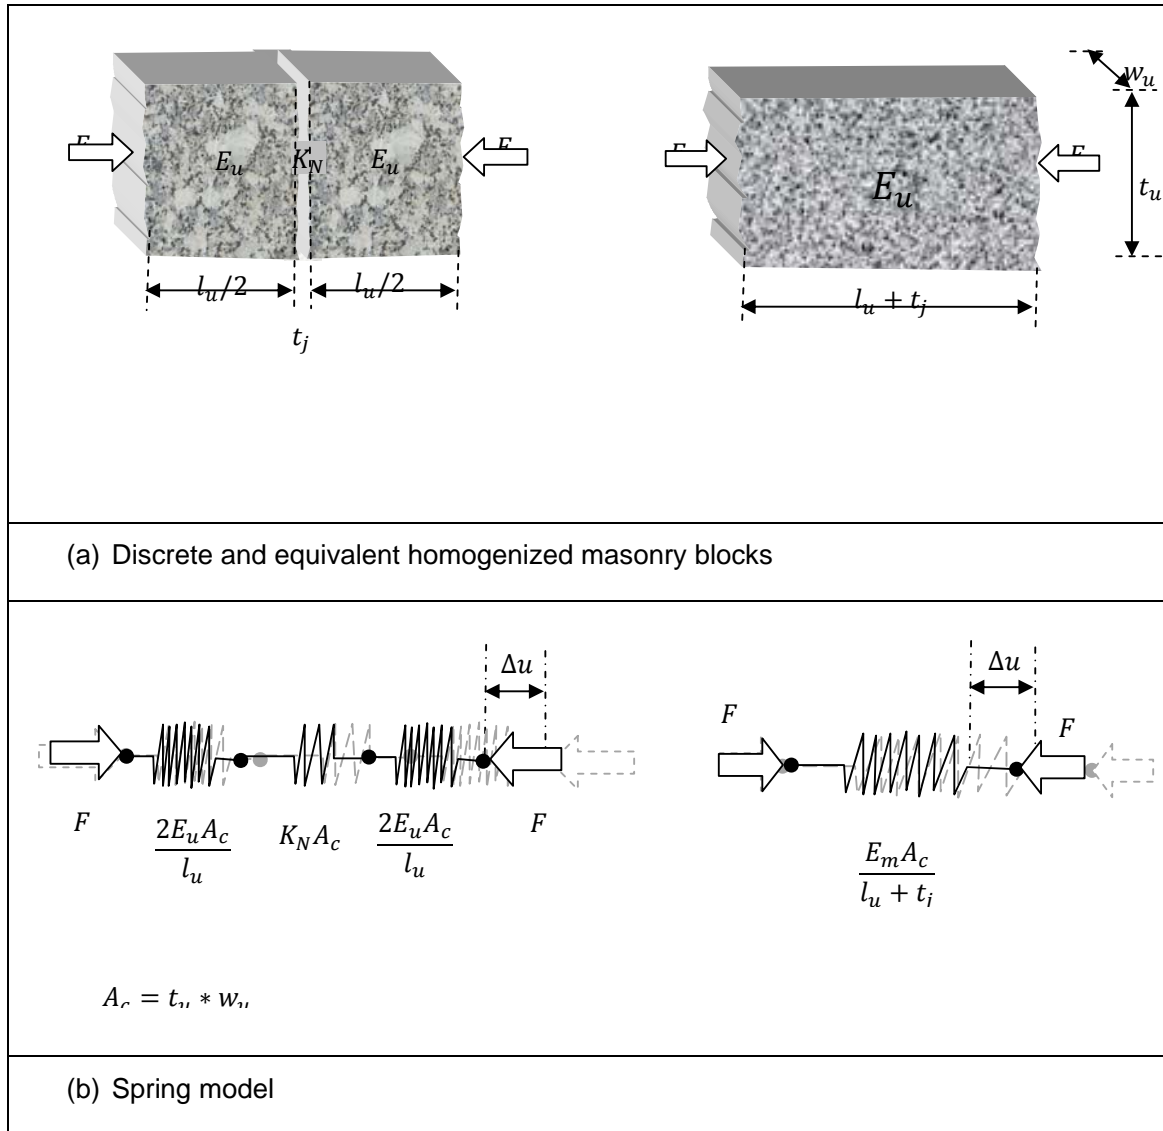 w_u
F
E_u
K_N
E_u
F
F
E_u
F
t_u
l_u/2
l_u/2
l_u + t_j
t_j
(a) Discrete and equivalent homogenized masonry blocks
Δu
Δu
F
F
F
2E_uA_c / l_u
K_NA_c
2E_uA_c / l_u
F
E_mA_c / l_u + t_j
A_c = t_u * w_u
(b) Spring model